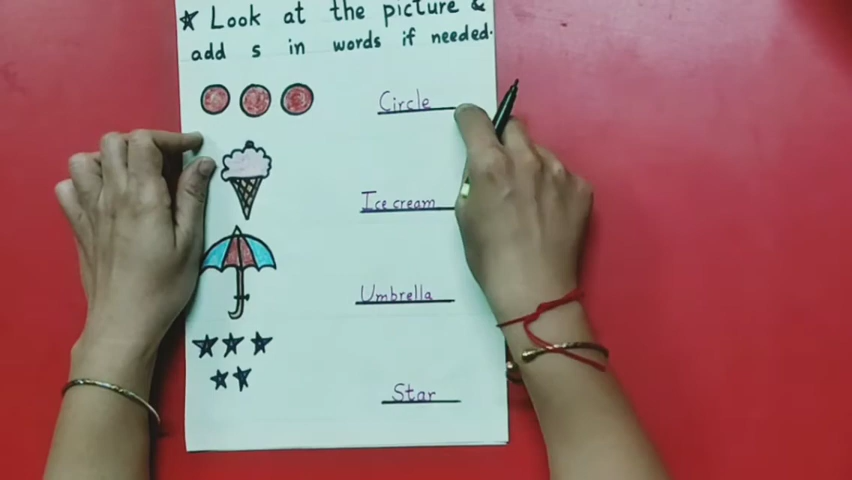 ★ Look at the picture &
add s in words if needed.
Circle
Ice cream
Umbrella
Star